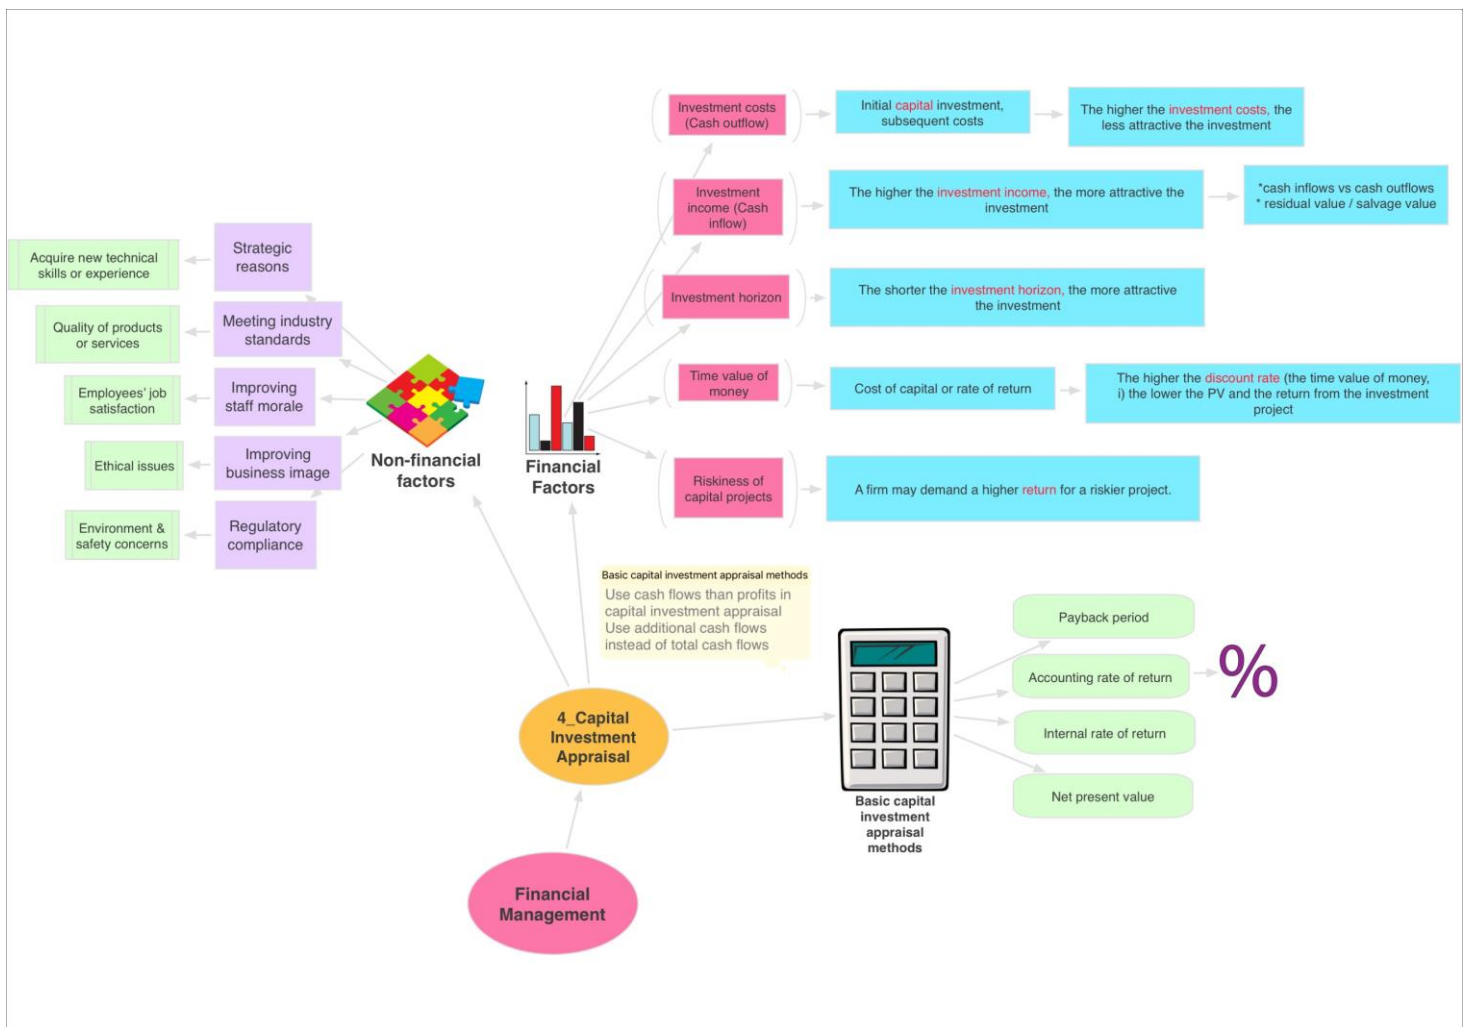 Investment costs
(Cash outflow)
Initial capital investment,
subsequent costs
The higher the investment costs, the
less attractive the investment
Investment
income (Cash
inflow)
The higher the investment income, the more attractive the
investment
*cash inflows vs cash outflows
* residual value / salvage value
Investment horizon
The shorter the investment horizon, the more attractive
the investment
Time value of
money
Cost of capital or rate of return
The higher the discount rate (the time value of money,
i) the lower the PV and the return from the investment
project
Riskiness of
capital projects
A firm may demand a higher return for a riskier project.
Financial
Factors
Strategic
reasons
Acquire new technical
skills or experience
Meeting industry
standards
Quality of products
or services
Improving
staff morale
Employees' job
satisfaction
Improving
business image
Ethical issues
Regulatory
compliance
Environment &
safety concerns
Non-financial
factors
Basic capital investment appraisal methods
Use cash flows than profits in
capital investment appraisal
Use additional cash flows
instead of total cash flows
4_Capital
Investment
Appraisal
Financial
Management
Basic capital
investment
appraisal
methods
Payback period
Accounting rate of return
%
Internal rate of return
Net present value